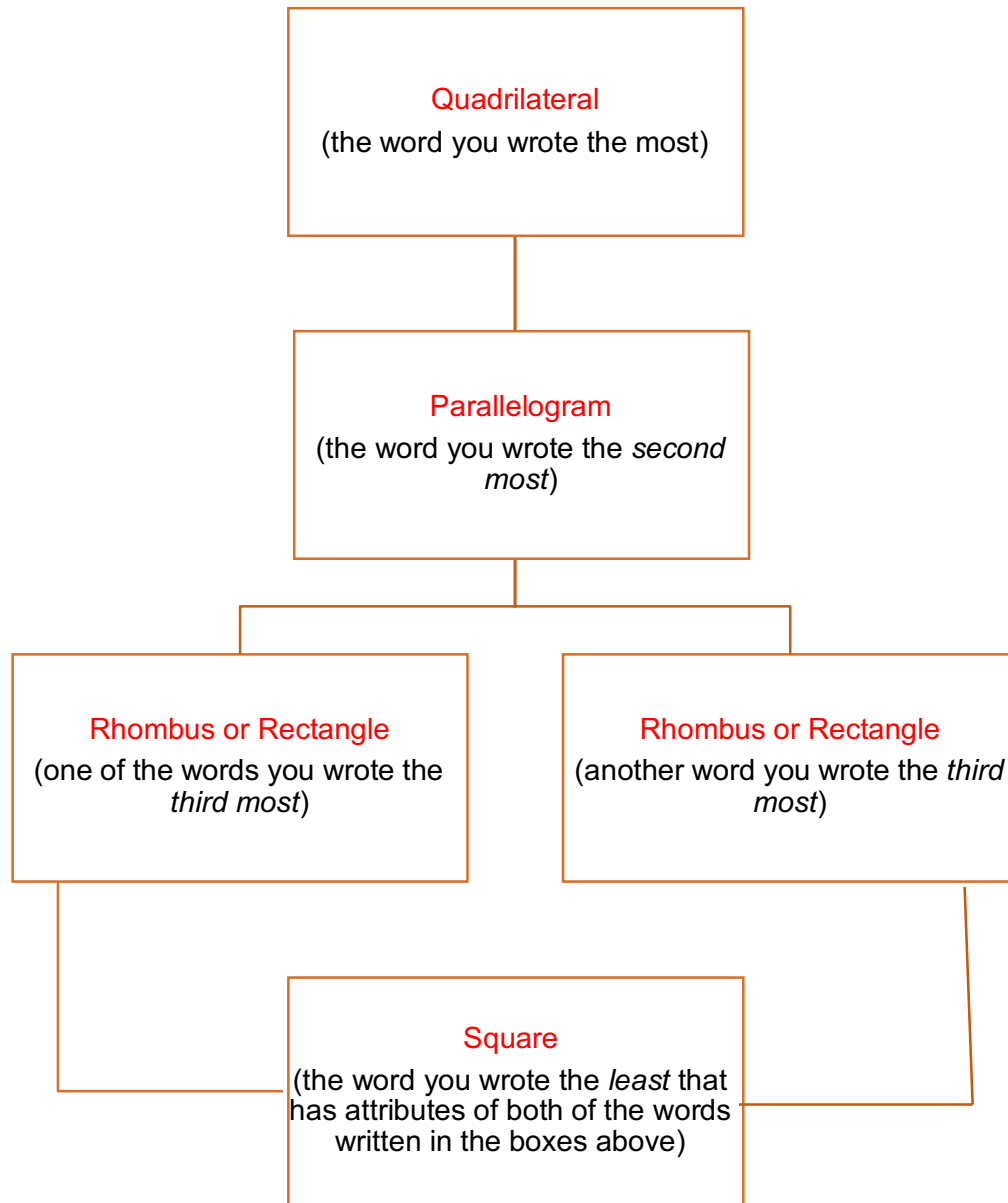 Quadrilateral
(the word you wrote the most)
Parallelogram
(the word you wrote the second
most)
Rhombus or Rectangle
(one of the words you wrote the
third most)
Rhombus or Rectangle
(another word you wrote the third
most)
Square
(the word you wrote the least that
has attributes of both of the words
written in the boxes above)